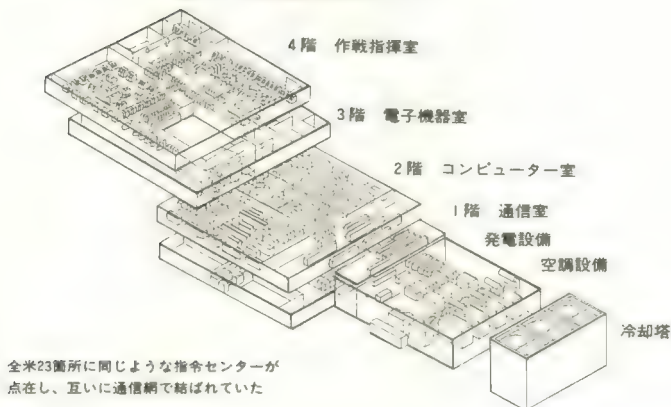 4階 作戦指揮室
3階 電子機器室
2階 コンピューター室
1階 通信室
発電設備
空調設備
冷却塔
全米23箇所に同じような指令センターが
点在し、互いに通信網で結ばれていた